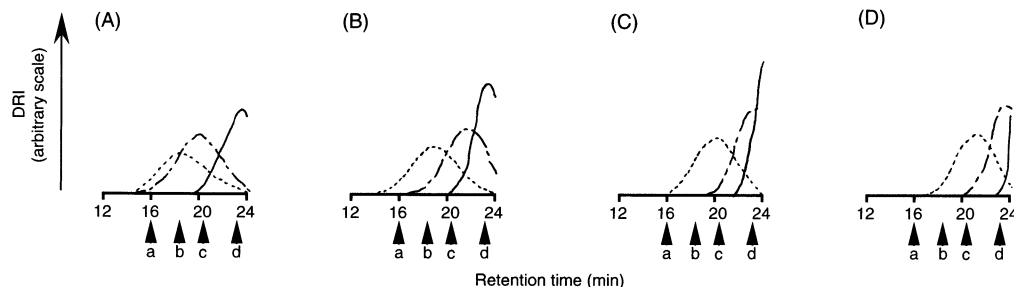 (A) (B) (C) (D)
DRI
(arbitrary scale)
12 16 20 24 12 16 20 24 12 16 20 24 12 16 20 24
a b c d a b c d a b c d a b c d
Retention time (min)